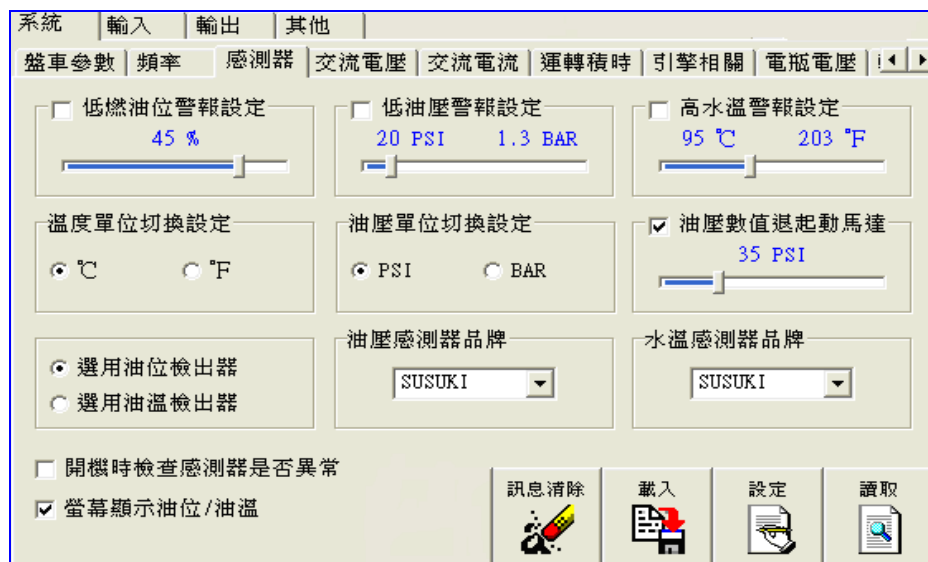 系統 輸入 輸出 其他
盤車參數 頻率 感測器 交流電壓 交流電流 運轉積時 引擎相關 電瓶電壓
低燃油位警報設定 低油壓警報設定 高水溫警報設定
45 % 20 PSI 1.3 BAR 95 ℃ 203 ℉
溫度單位切換設定 油壓單位切換設定 油壓數值退起動馬達
℃ ℉ PSI BAR 35 PSI
油壓感測器品牌 水溫感測器品牌
選用油位檢出器 SUSUKI SUSUKI
選用油溫檢出器
開機時檢查感測器是否異常
螢幕顯示油位/油溫
訊息清除 載入 設定 讀取